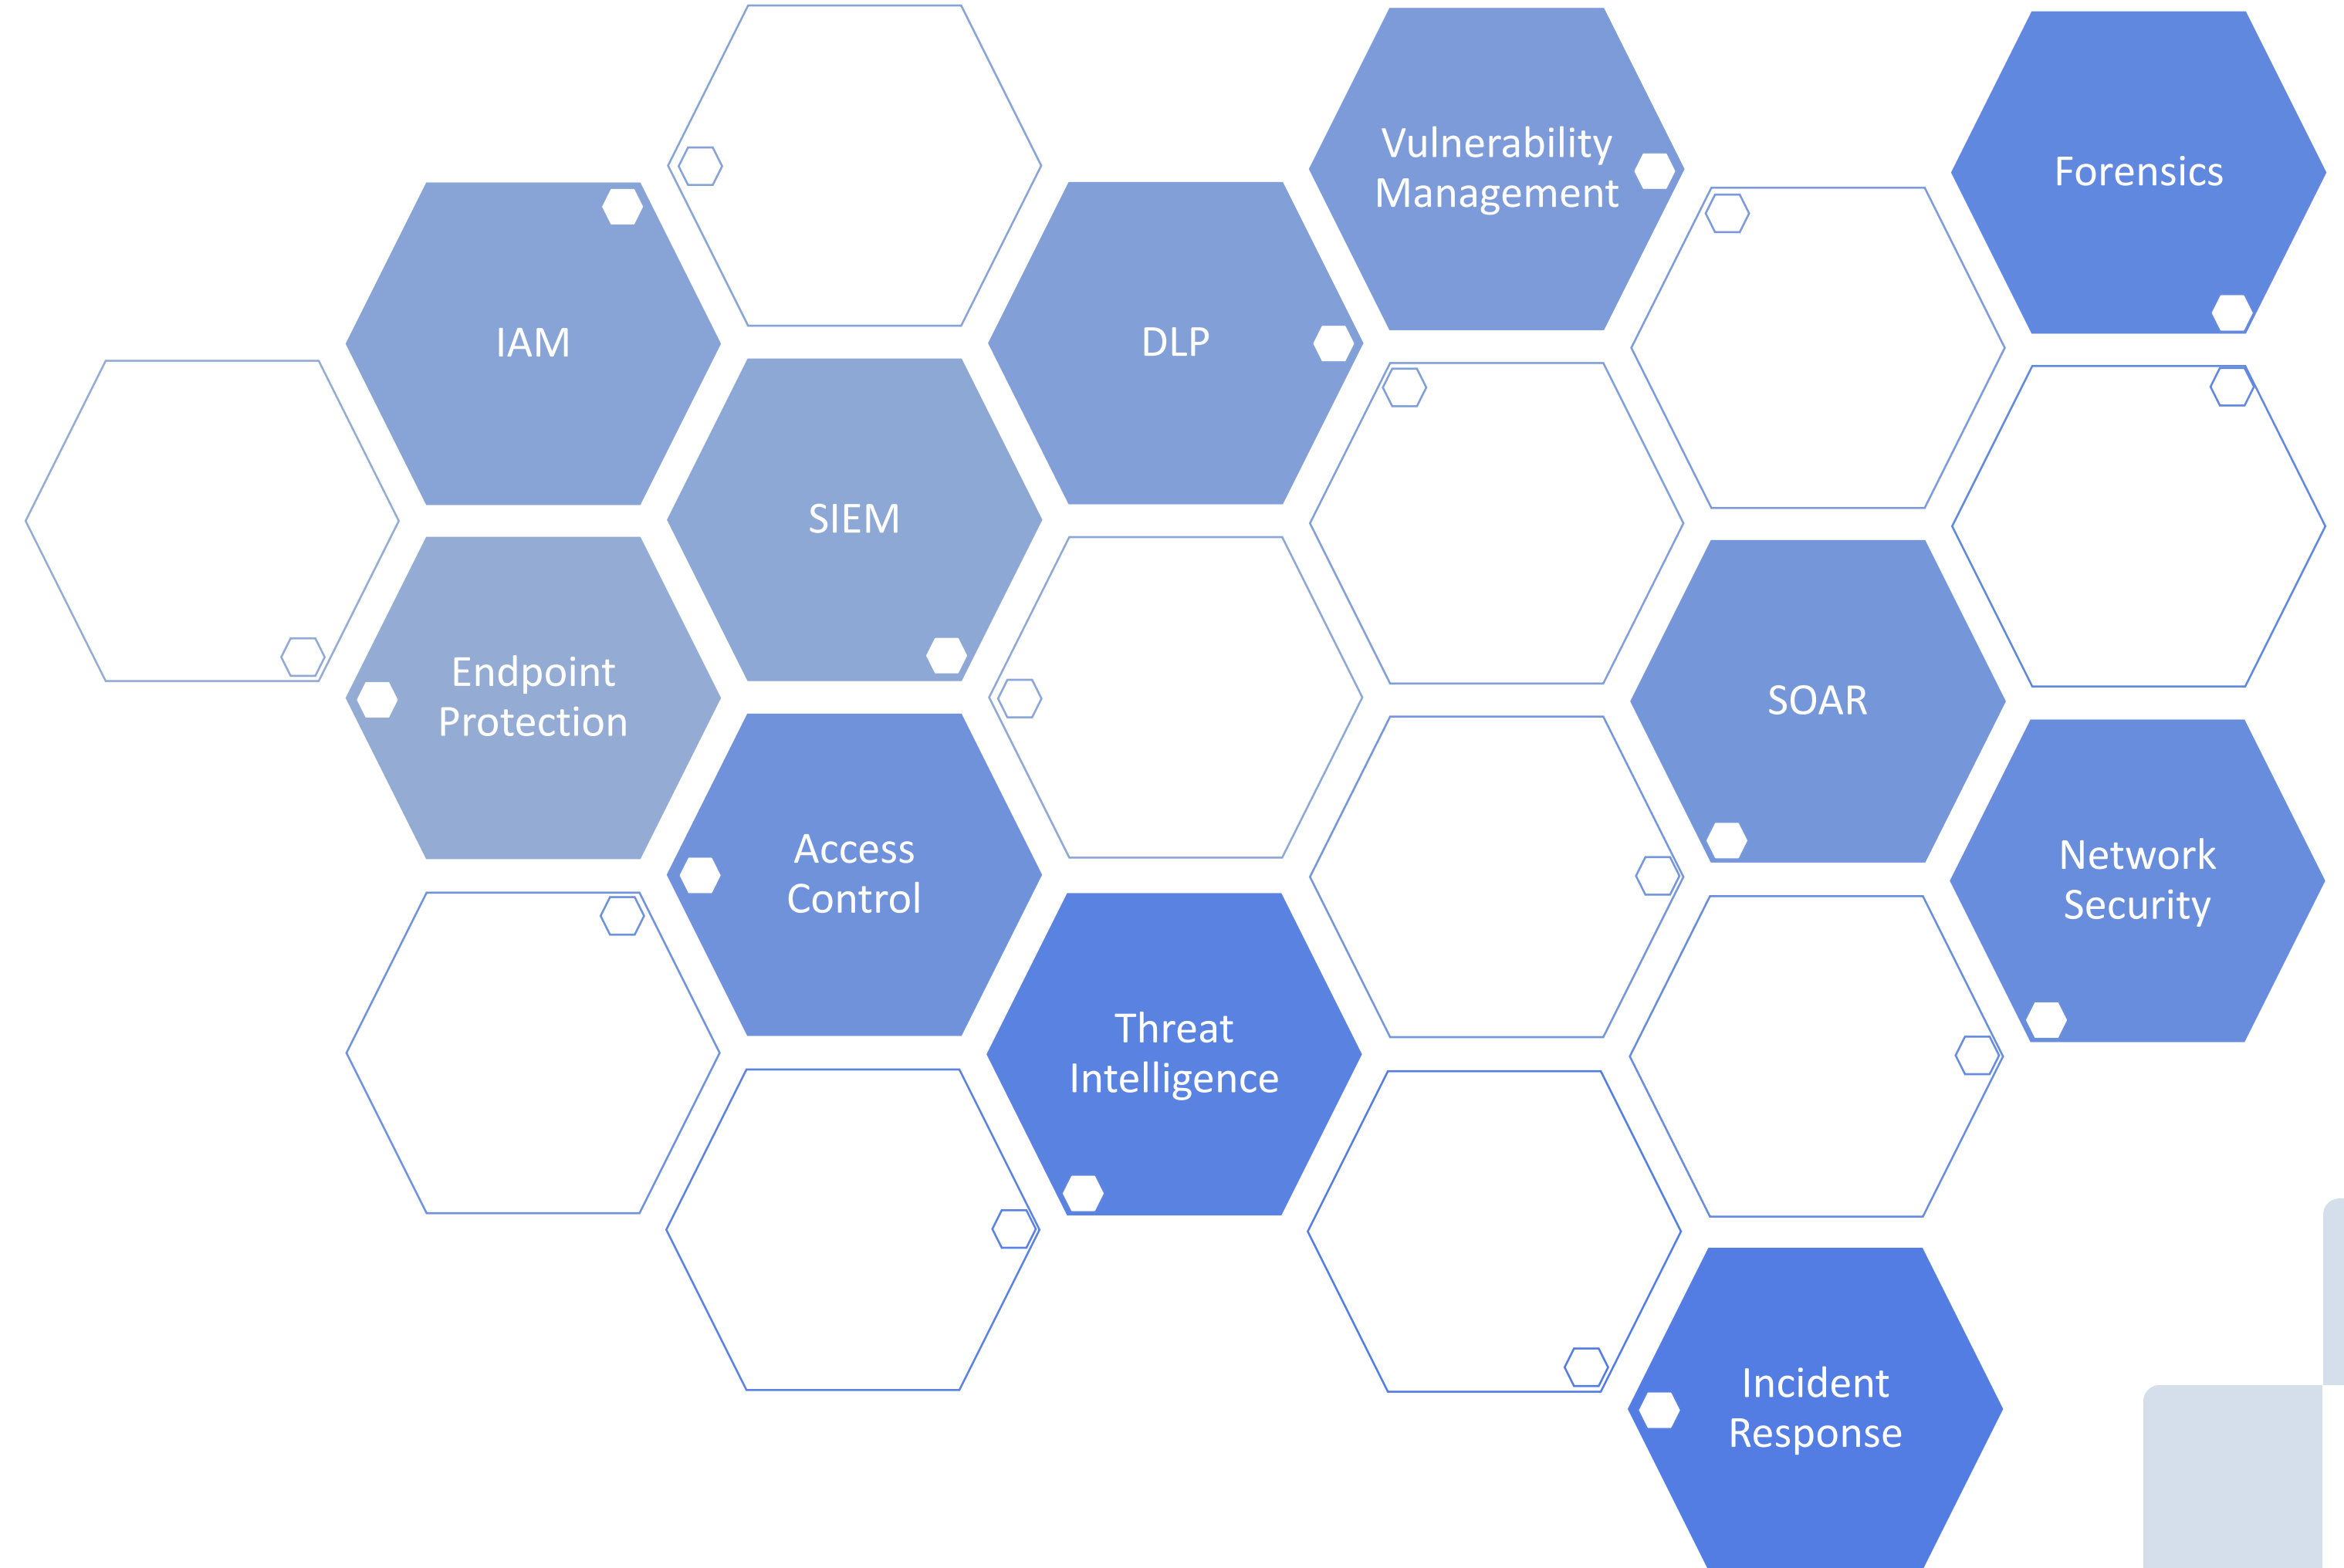 Vulnerability
Management
Forensics
IAM
DLP
SIEM
Endpoint
Protection
SOAR
Access
Control
Network
Security
Threat
Intelligence
Incident
Response